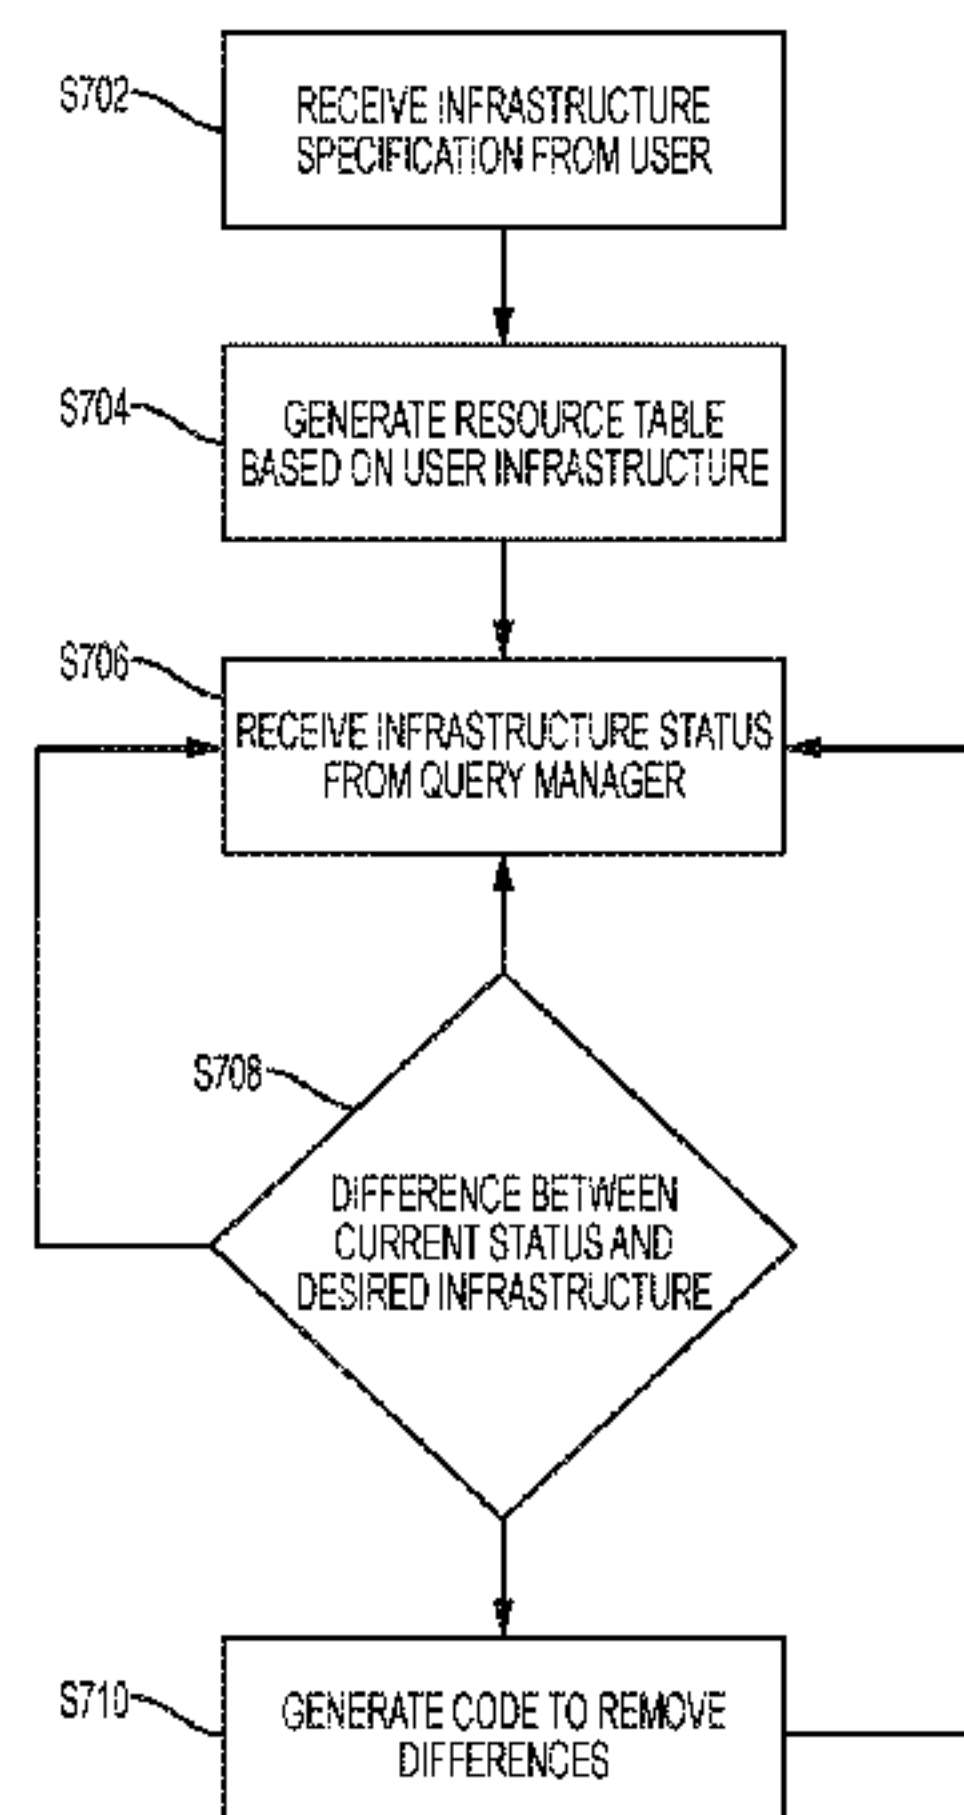 S702
RECEIVE INFRASTRUCTURE
SPECIFICATION FROM USER
S704
GENERATE RESOURCE TABLE
BASED ON USER INFRASTRUCTURE
S706
RECEIVE INFRASTRUCTURE STATUS
FROM QUERY MANAGER
S708
DIFFERENCE BETWEEN
CURRENT STATUS AND
DESIRED INFRASTRUCTURE
S710
GENERATE CODE TO REMOVE
DIFFERENCES